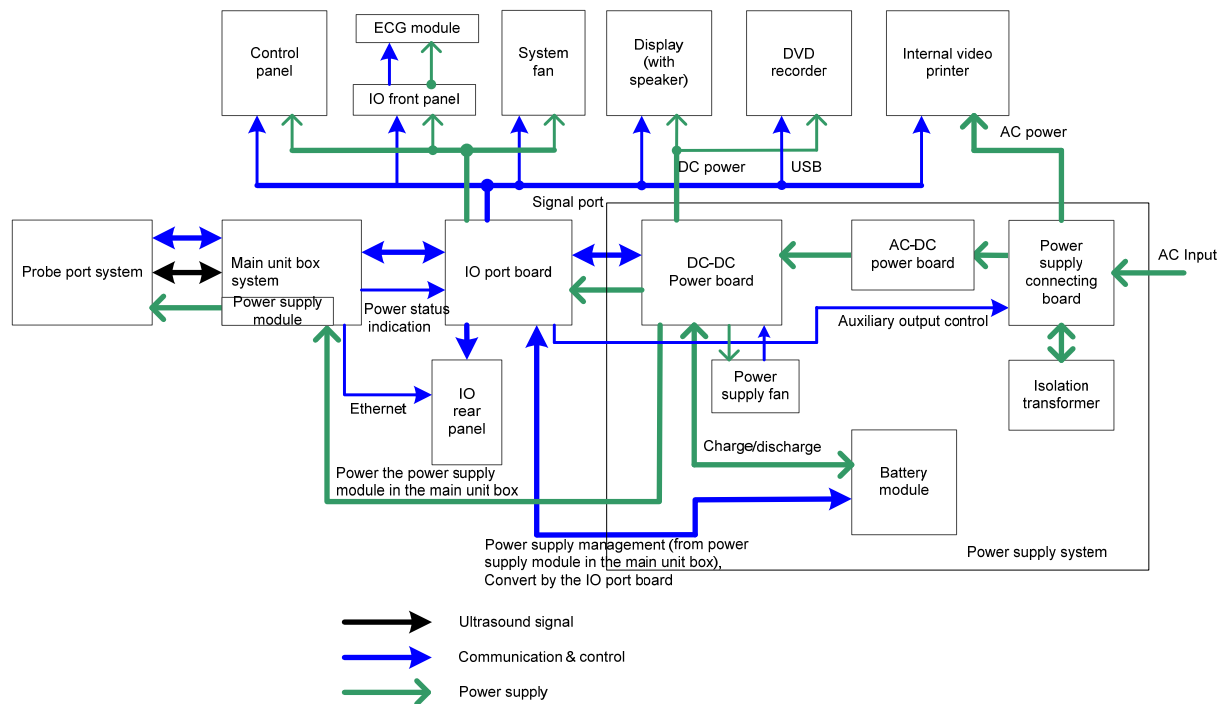 ECG module
Control
panel
System
fan
Display
(with
speaker)
DVD
recorder
Internal video
printer
IO front panel
AC power
DC power
USB
Signal port
Probe port system
Main unit box
system
Power supply
module
IO port board
DC-DC
Power board
AC-DC
power board
Power
supply
connecting
board
AC Input
Power status
indication
Auxiliary output control
Ethernet
IO
rear
panel
Power
supply fan
Isolation
transformer
Charge/discharge
Battery
module
Power the power supply
module in the main unit box
Power supply management (from power
supply module in the main unit box),
Convert by the IO port board
Power supply system
Ultrasound signal
Communication & control
Power supply